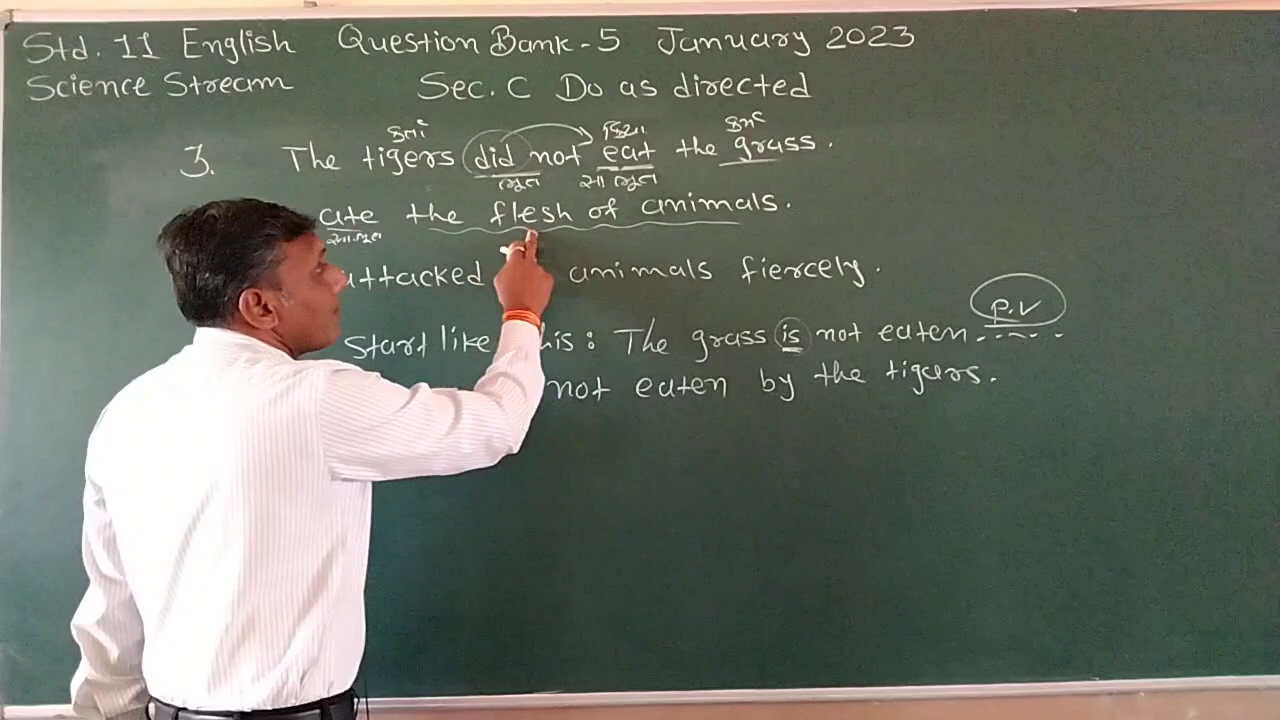 Std. 11 English Question Bank - 5 January 2023
Science Stream Sec. C Do as directed
કર્તા ક્રિયા કર્મ
3. The tigers did not eat the grass.
ભૂત સા ભૂત
ate the flesh of animals.
સા.ભૂત
attacked animals fiercely.
P.V
Start like this: The grass is not eaten.....
not eaten by the tigers.